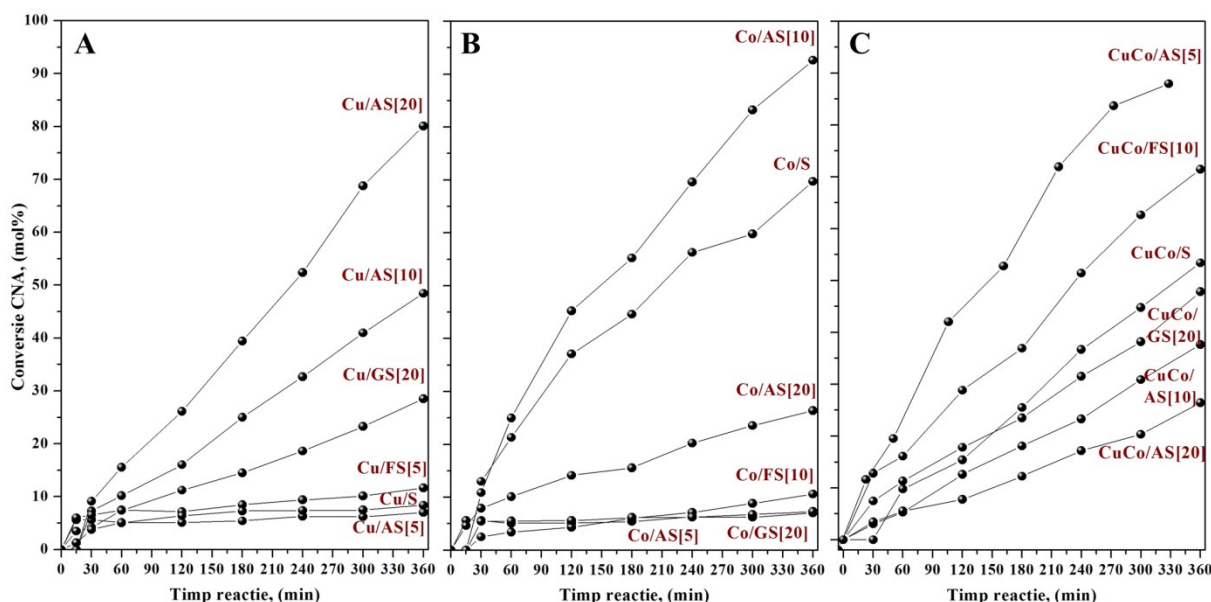 A
B
C
Conversie CNA, (mol%)
100
90
80
70
60
50
40
30
20
10
0
Cu/AS[20]
Cu/AS[10]
Cu/GS[20]
Cu/FS[5]
Cu/S
Cu/AS[5]
0 30 60 90 120 150 180 210 240 270 300 330 360
Timp reactie, (min)
Co/AS[10]
Co/S
Co/AS[20]
Co/FS[10]
Co/AS[5]
Co/GS[20]
0 30 60 90 120 150 180 210 240 270 300 330 360
Timp reactie, (min)
CuCo/AS[5]
CuCo/FS[10]
CuCo/S
CuCo/
GS[20]
CuCo/
AS[10]
CuCo/AS[20]
0 30 60 90 120 150 180 210 240 270 300 330 360
Timp reactie, (min)